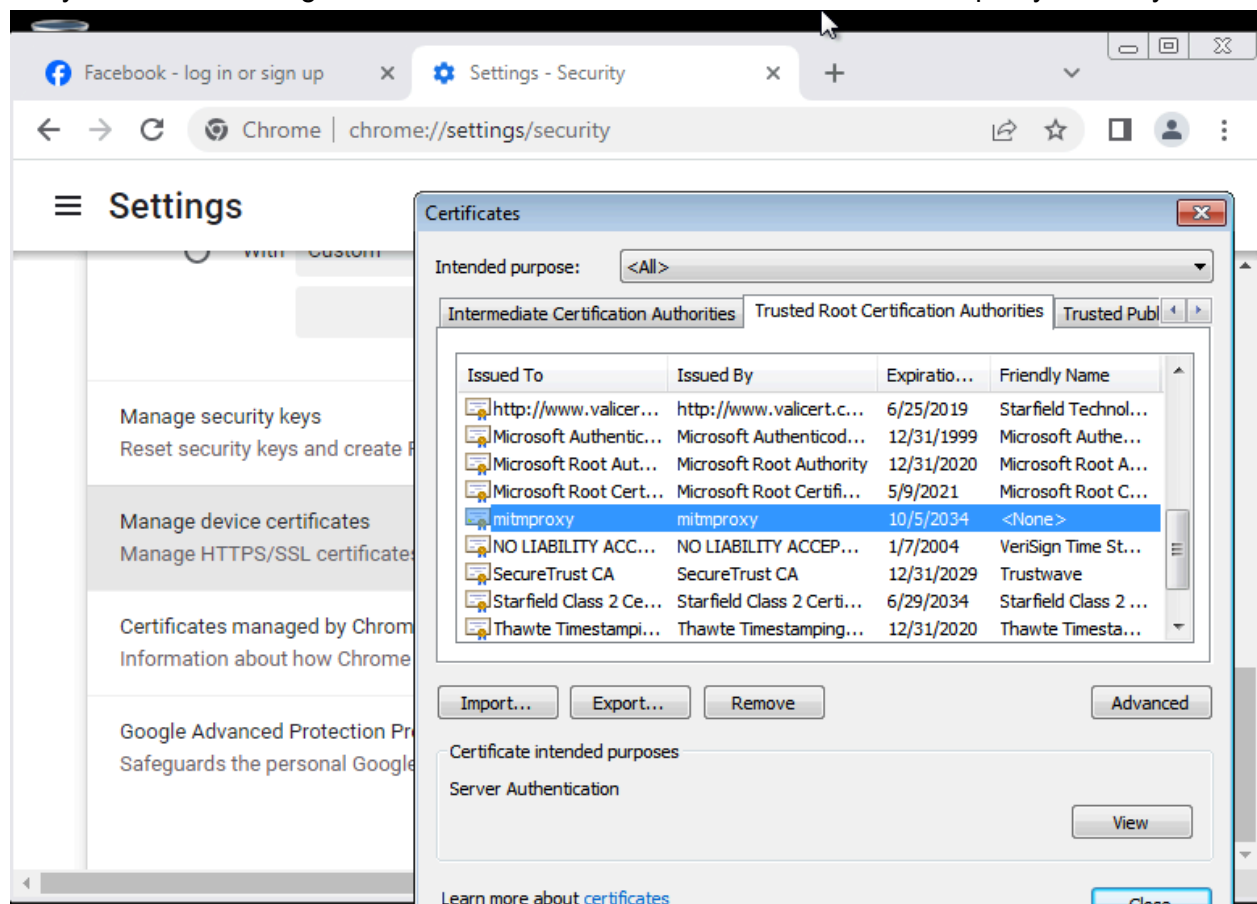 Facebook - log in or sign up
Settings - Security
Chrome | chrome://settings/security
Settings
Certificates
With Custom
Intended purpose: <All>
Intermediate Certification Authorities Trusted Root Certification Authorities Trusted Publ
Issued To Issued By Expiratio... Friendly Name
http://www.valicer... http://www.valicert.c... 6/25/2019 Starfield Technol...
Microsoft Authentic... Microsoft Authenticod... 12/31/1999 Microsoft Authe...
Microsoft Root Aut... Microsoft Root Authority 12/31/2020 Microsoft Root A...
Microsoft Root Cert... Microsoft Root Certifi... 5/9/2021 Microsoft Root C...
mitmproxy mitmproxy 10/5/2034 <None>
NO LIABILITY ACC... NO LIABILITY ACCEP... 1/7/2004 VeriSign Time St...
SecureTrust CA SecureTrust CA 12/31/2029 Trustwave
Starfield Class 2 Ce... Starfield Class 2 Certi... 6/29/2034 Starfield Class 2 ...
Thawte Timestampi... Thawte Timestamping... 12/31/2020 Thawte Timesta...
Import... Export... Remove Advanced
Certificate intended purposes
Server Authentication
View
Learn more about certificates
Close
Manage security keys
Reset security keys and create
Manage device certificates
Manage HTTPS/SSL certificates
Certificates managed by Chrom
Information about how Chrome
Google Advanced Protection Pr
Safeguards the personal Google